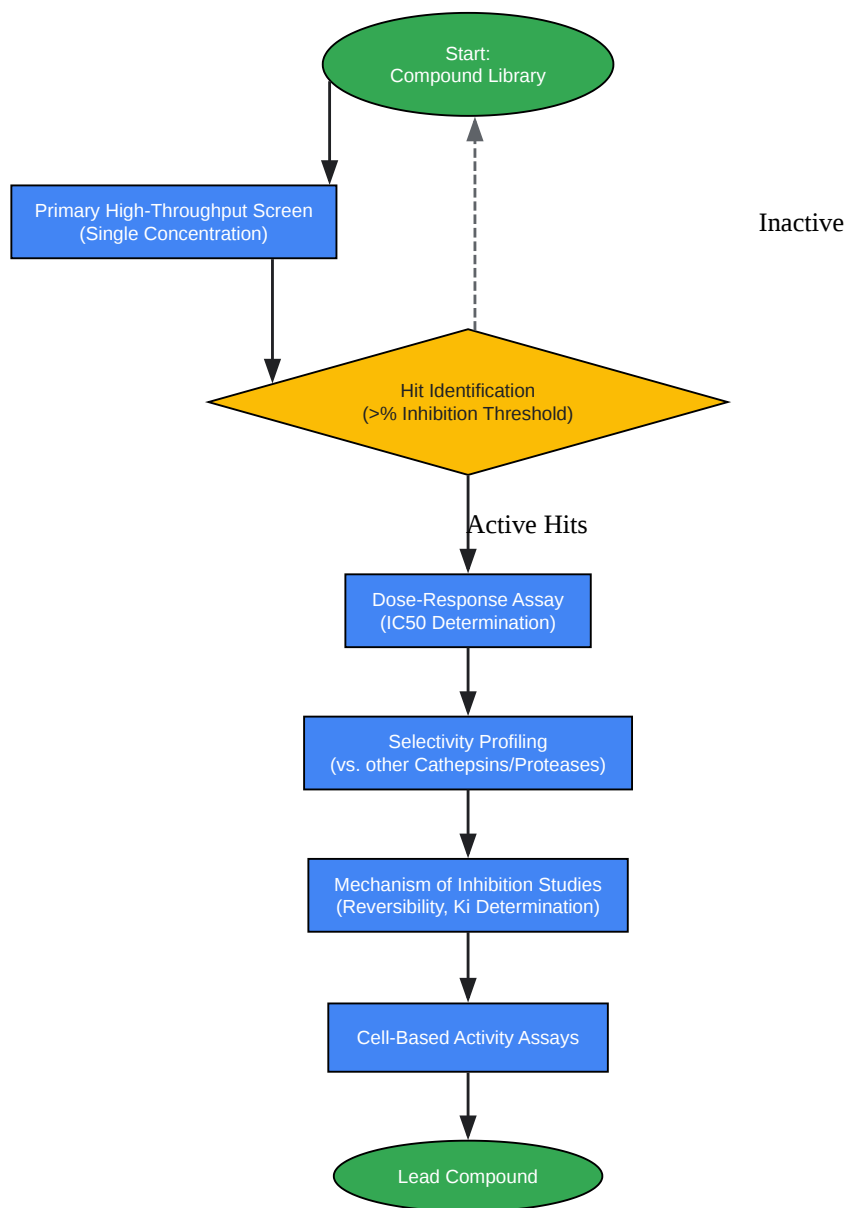 Start:
Compound Library
Primary High-Throughput Screen
(Single Concentration)
Inactive
Hit Identification
(>% Inhibition Threshold)
Active Hits
Dose-Response Assay
(IC50 Determination)
Selectivity Profiling
(vs. other Cathepsins/Proteases)
Mechanism of Inhibition Studies
(Reversibility, Ki Determination)
Cell-Based Activity Assays
Lead Compound